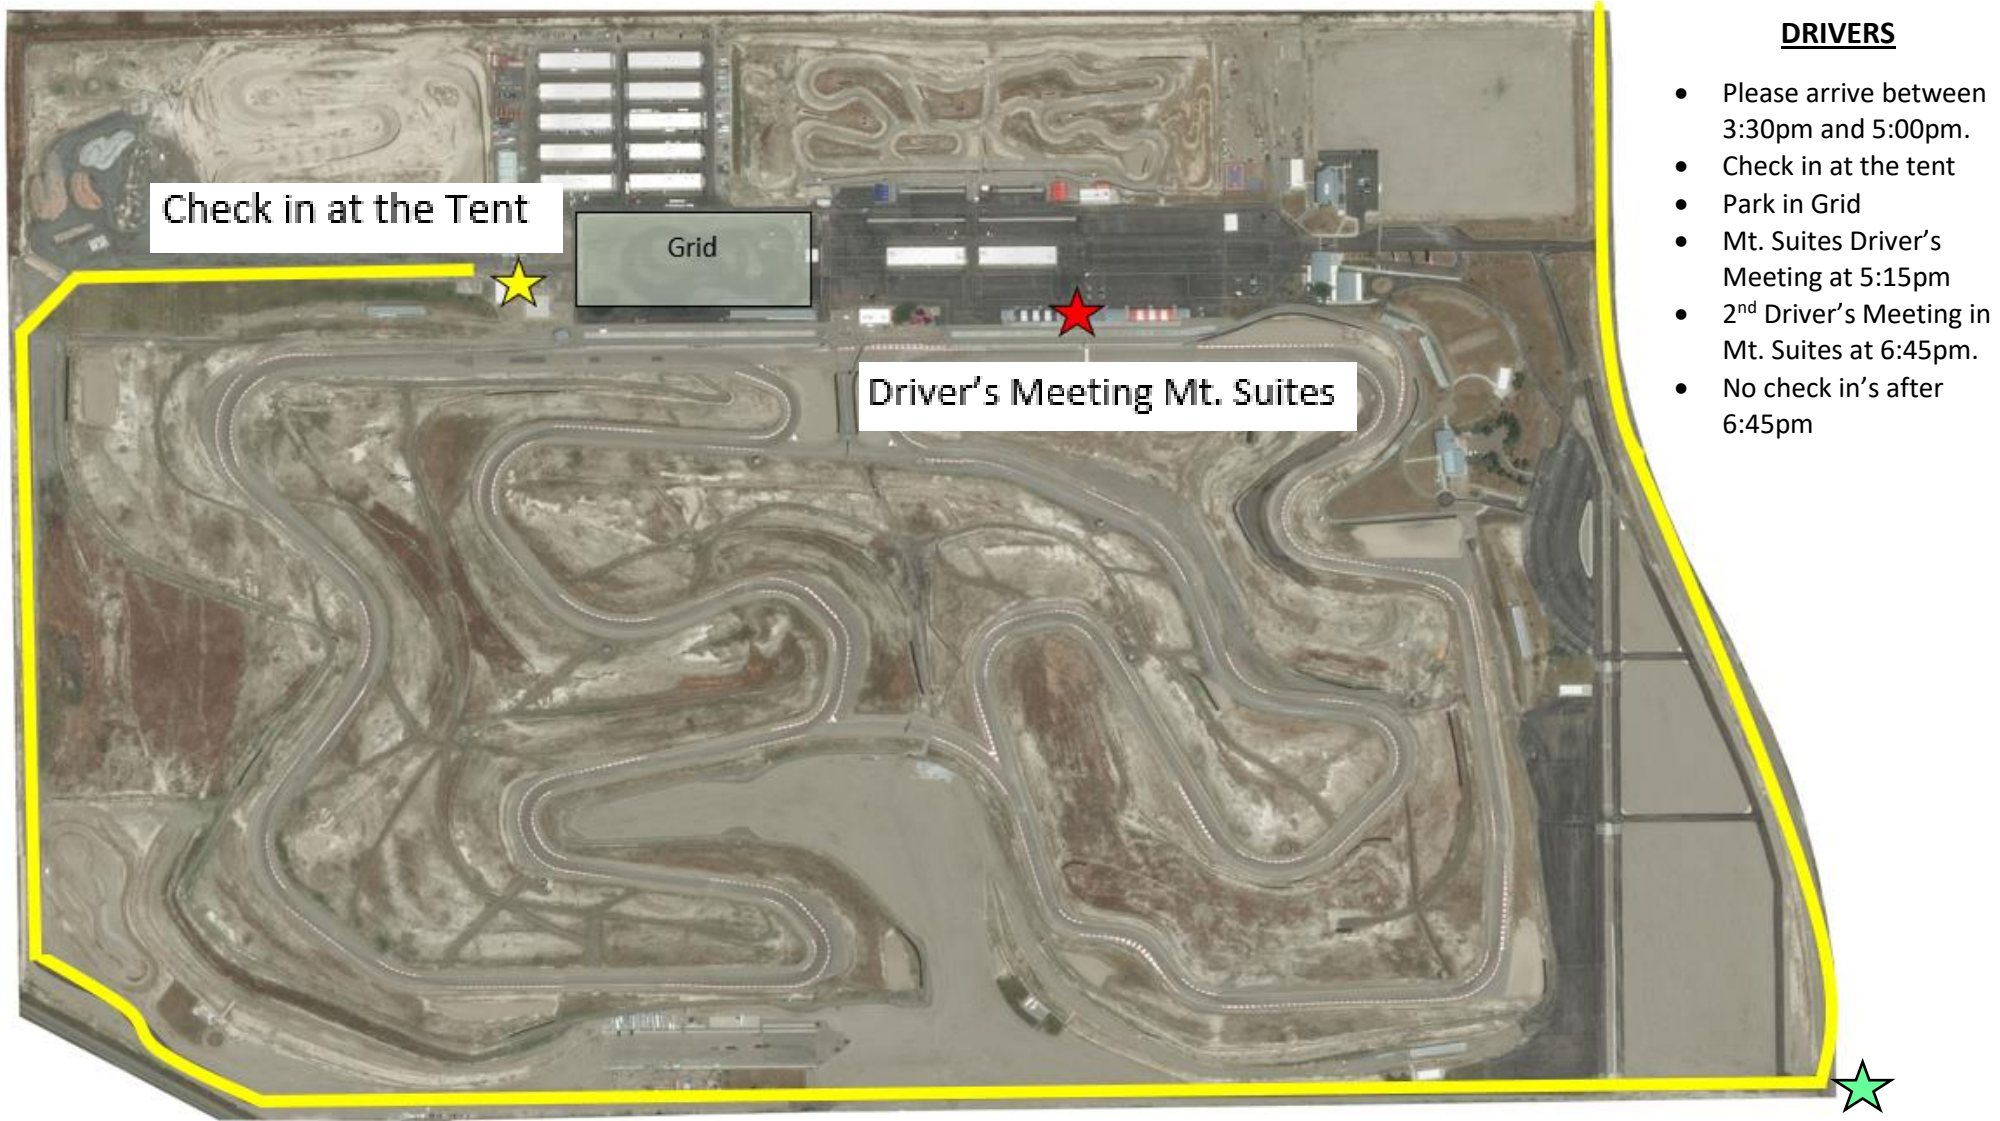 DRIVERS
• Please arrive between
3:30pm and 5:00pm.
• Check in at the tent
• Park in Grid
• Mt. Suites Driver’s
Meeting at 5:15pm
• 2nd Driver’s Meeting in
Mt. Suites at 6:45pm.
• No check in’s after
6:45pm
Check in at the Tent
Grid
Driver’s Meeting Mt. Suites